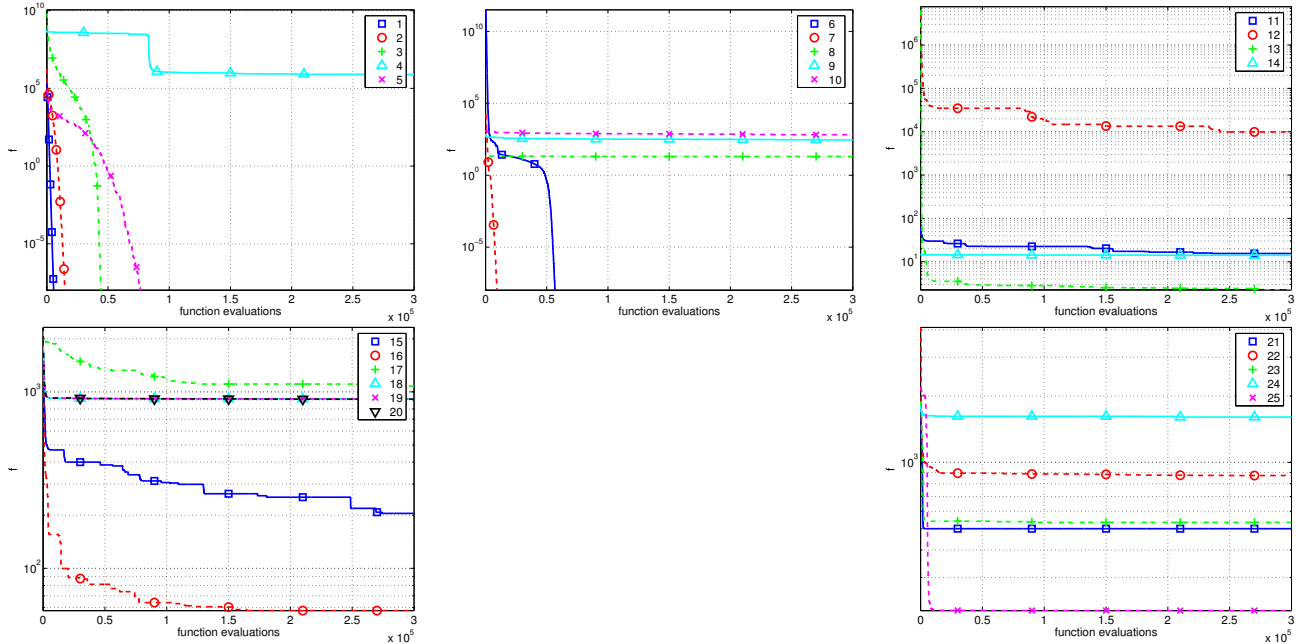 10^10
10^5
10^0
10^-5
f
0 0.5 1 1.5 2 2.5 3
function evaluations
x 10^5
1
2
3
4
5
10^10
10^5
10^0
10^-5
f
0 0.5 1 1.5 2 2.5 3
function evaluations
x 10^5
6
7
8
9
10
10^6
10^5
10^4
10^3
10^2
10^1
f
0 0.5 1 1.5 2 2.5 3
function evaluations
x 10^5
11
12
13
14
10^3
10^2
f
0 0.5 1 1.5 2 2.5 3
function evaluations
x 10^5
15
16
17
18
19
20
10^3
f
0 0.5 1 1.5 2 2.5 3
function evaluations
x 10^5
21
22
23
24
25